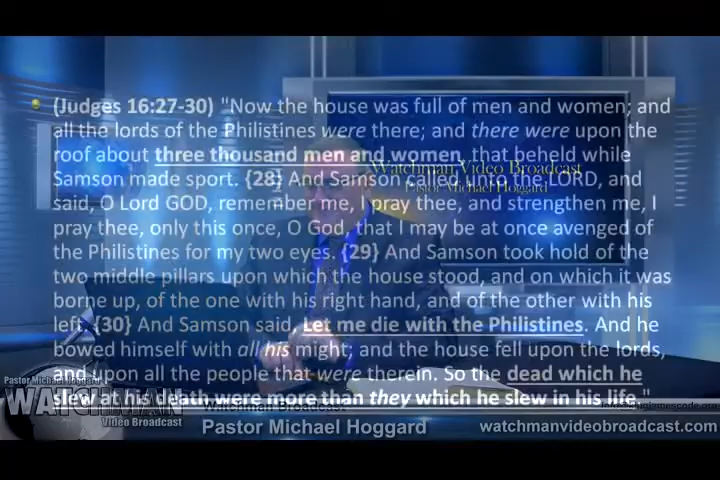 (Judges 16:27-30) "Now the house was full of men and women; and
all the lords of the Philistines were there; and there were upon the
roof about three thousand men and women, that beheld while
Samson made sport. {28} And Samson called unto the LORD, and
said, O Lord GOD, remember me, I pray thee, and strengthen me, I
pray thee, only this once, O God, that I may be at once avenged of
the Philistines for my two eyes. {29} And Samson took hold of the
two middle pillars upon which the house stood, and on which it was
borne up, of the one with his right hand, and of the other with his
left. {30} And Samson said, Let me die with the Philistines. And he
bowed himself with all his might; and the house fell upon the lords,
and upon all the people that were therein. So the dead which he
slew at his death were more than they which he slew in his life."
Watchman Video Broadcast
Pastor Michael Hoggard
Pastor Michael Hoggard
WATCHMAN
Video Broadcast
Watchman Broadcast
Pastor Michael Hoggard
watchmanvideobroadcast.com